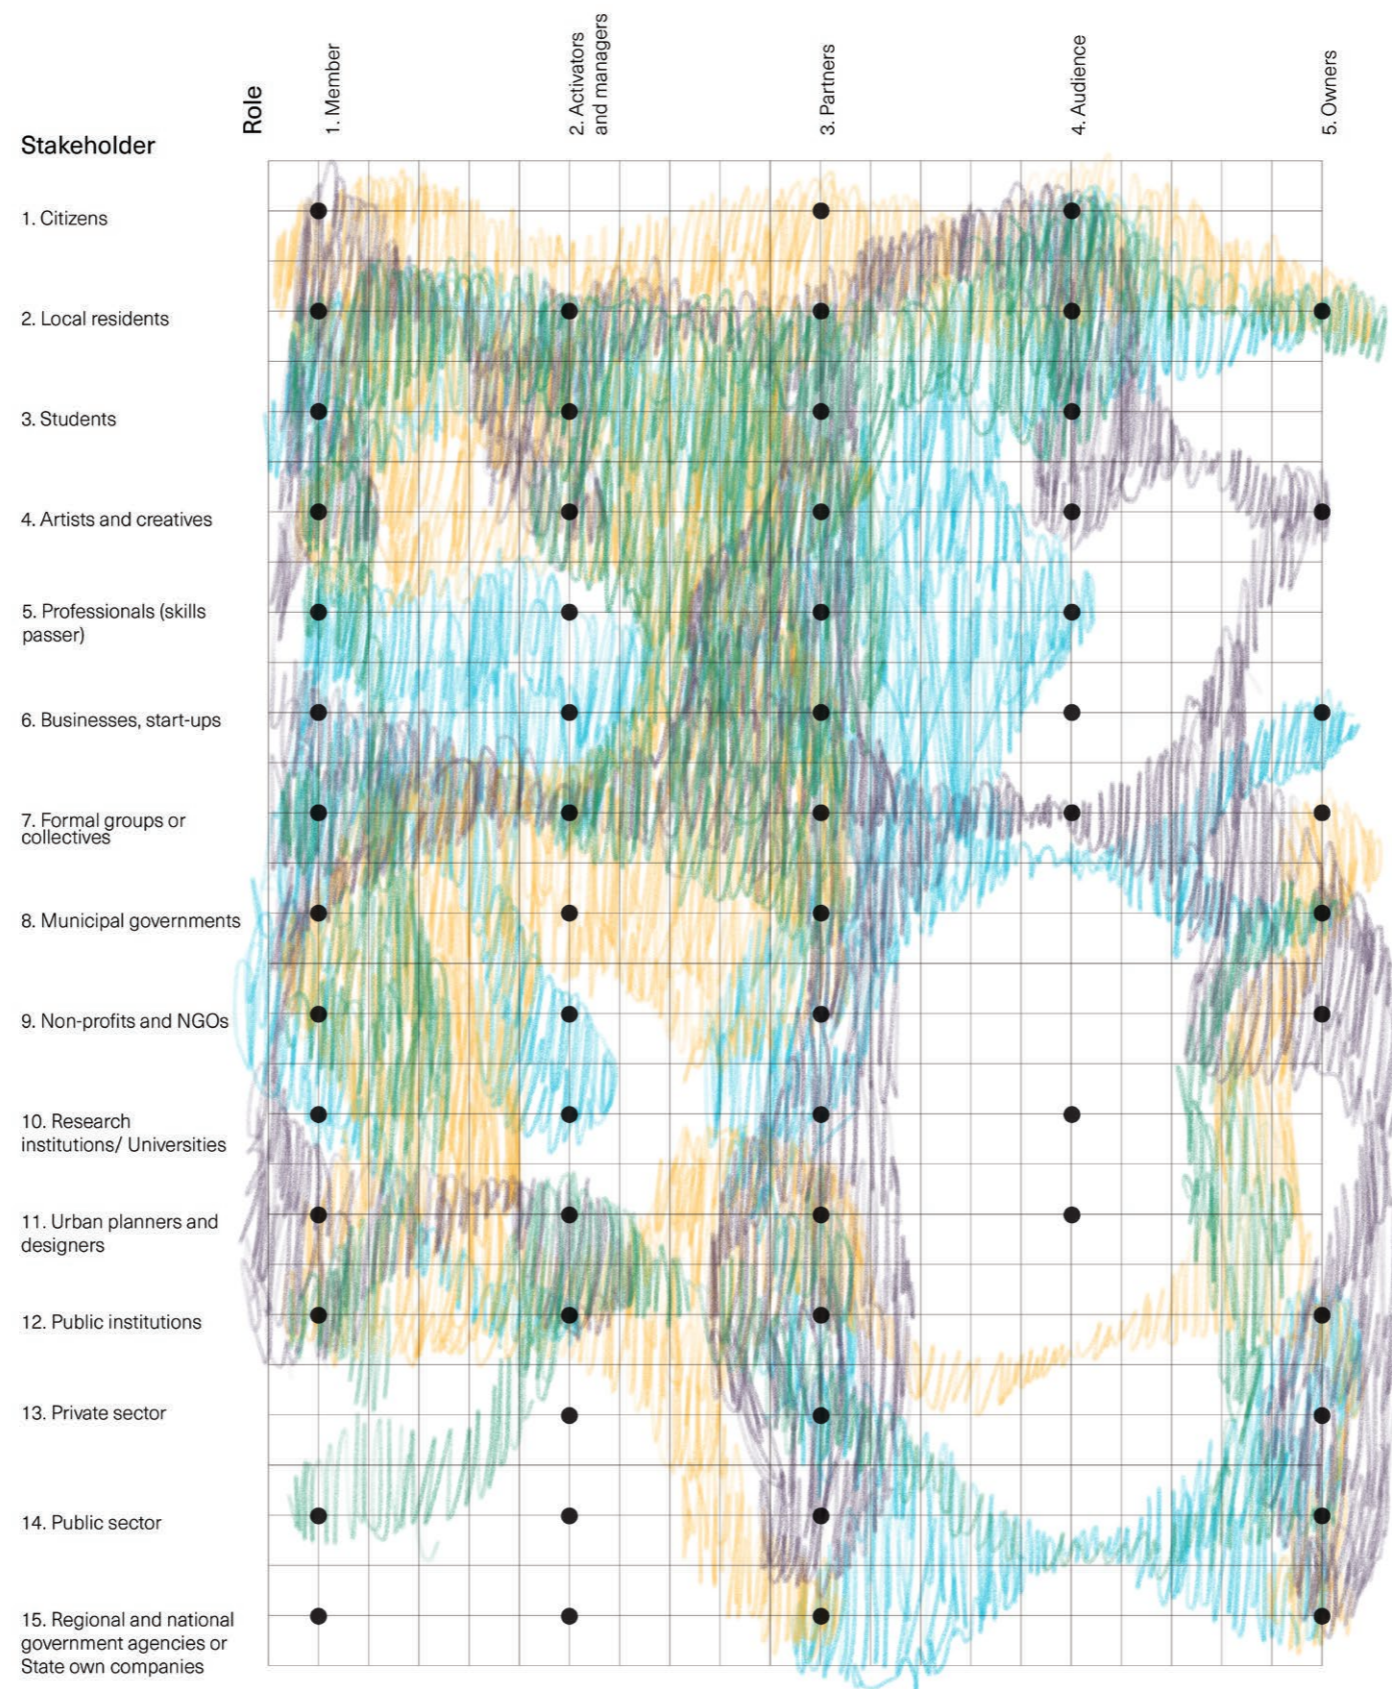 Role
1. Member
2. Activators
and managers
3. Partners
4. Audience
5. Owners
Stakeholder
1. Citizens
2. Local residents
3. Students
4. Artists and creatives
5. Professionals (skills
passer)
6. Businesses, start-ups
7. Formal groups or
collectives
8. Municipal governments
9. Non-profits and NGOs
10. Research
institutions/ Universities
11. Urban planners and
designers
12. Public institutions
13. Private sector
14. Public sector
15. Regional and national
government agencies or
State own companies